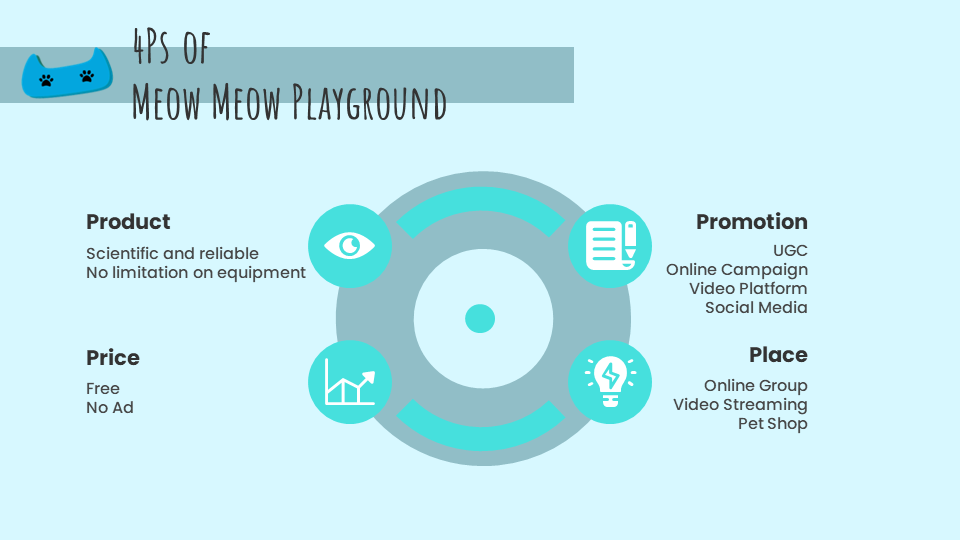 4Ps of
Meow Meow Playground
Product
Scientific and reliable
No limitation on equipment
Price
Free
No Ad
Promotion
UGC
Online Campaign
Video Platform
Social Media
Place
Online Group
Video Streaming
Pet Shop